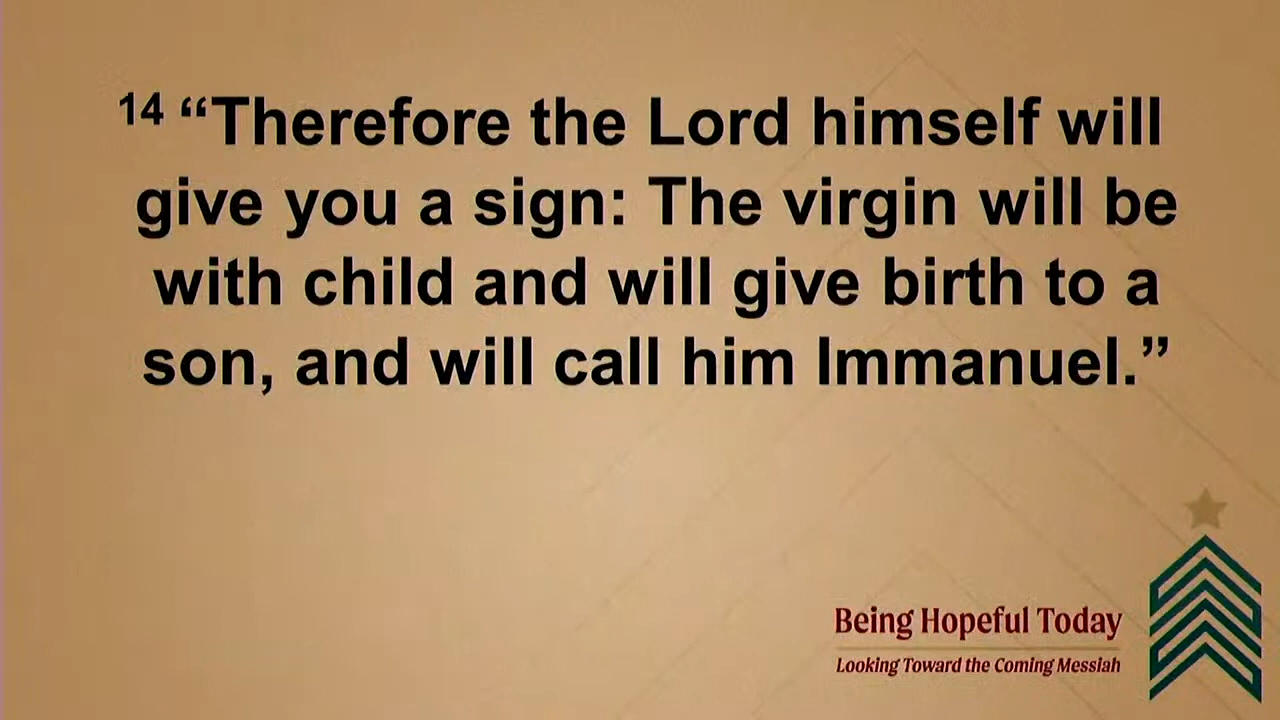 14 “Therefore the Lord himself will
give you a sign: The virgin will be
with child and will give birth to a
son, and will call him Immanuel.”
Being Hopeful Today
Looking Toward the Coming Messiah